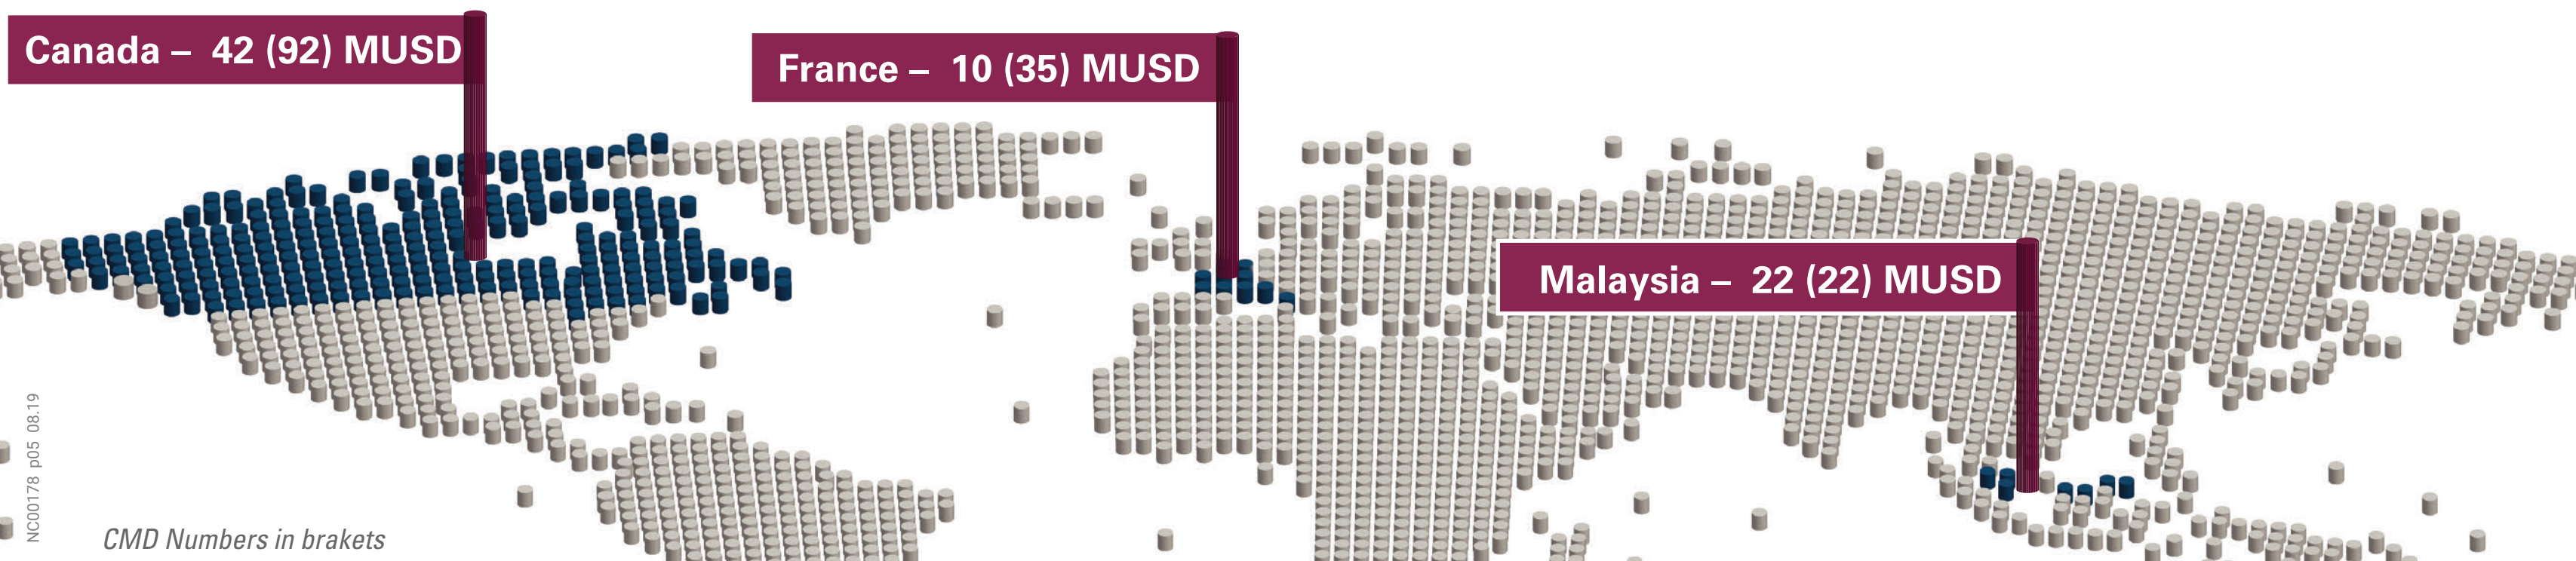 Canada – 42 (92) MUSD
France – 10 (35) MUSD
Malaysia – 22 (22) MUSD
NC00178 p05 08.19
CMD Numbers in brakets